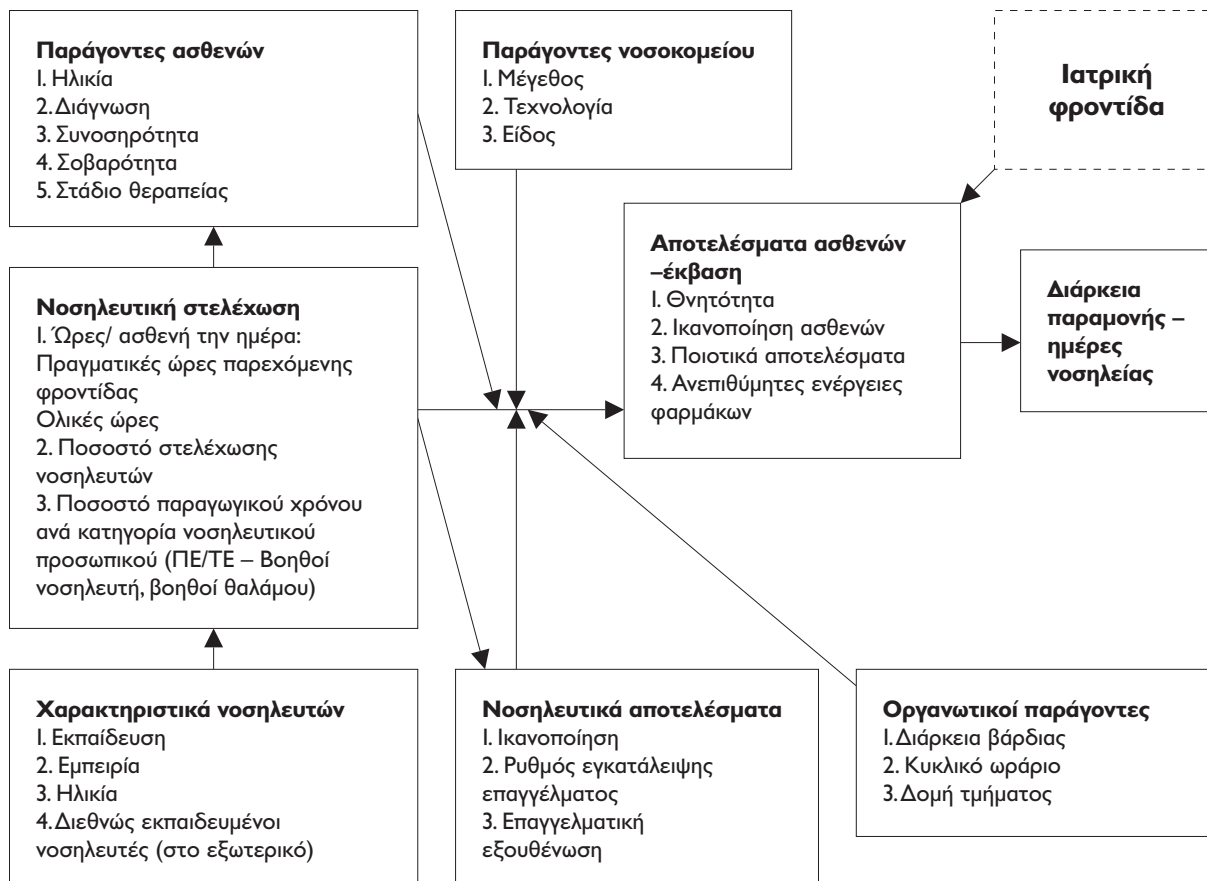 Παράγοντες ασθενών
1. Ηλικία
2. Διάγνωση
3. Συνοσηρότητα
4. Σοβαρότητα
5. Στάδιο θεραπείας
Παράγοντες νοσοκομείου
1. Μέγεθος
2. Τεχνολογία
3. Είδος
Ιατρική
φροντίδα
Νοσηλευτική στελέχωση
1. Ώρες/ ασθενή την ημέρα:
Πραγματικές ώρες παρεχόμενης
φροντίδας
Ολικές ώρες
2. Ποσοστό στελέχωσης
νοσηλευτών
3. Ποσοστό παραγωγικού χρόνου
ανά κατηγορία νοσηλευτικού
προσωπικού (ΠΕ/ΤΕ – Βοηθοί
νοσηλευτή, βοηθοί θαλάμου)
Αποτελέσματα ασθενών
–έκβαση
1. Θνητότητα
2. Ικανοποίηση ασθενών
3. Ποιοτικά αποτελέσματα
4. Ανεπιθύμητες ενέργειες
φαρμάκων
Διάρκεια
παραμονής –
ημέρες
νοσηλείας
Χαρακτηριστικά νοσηλευτών
1. Εκπαίδευση
2. Εμπειρία
3. Ηλικία
4. Διεθνώς εκπαιδευμένοι
νοσηλευτές (στο εξωτερικό)
Νοσηλευτικά αποτελέσματα
1. Ικανοποίηση
2. Ρυθμός εγκατάλειψης
επαγγέλματος
3. Επαγγελματική
εξουθένωση
Οργανωτικοί παράγοντες
1. Διάρκεια βάρδιας
2. Κυκλικό ωράριο
3. Δομή τμήματος